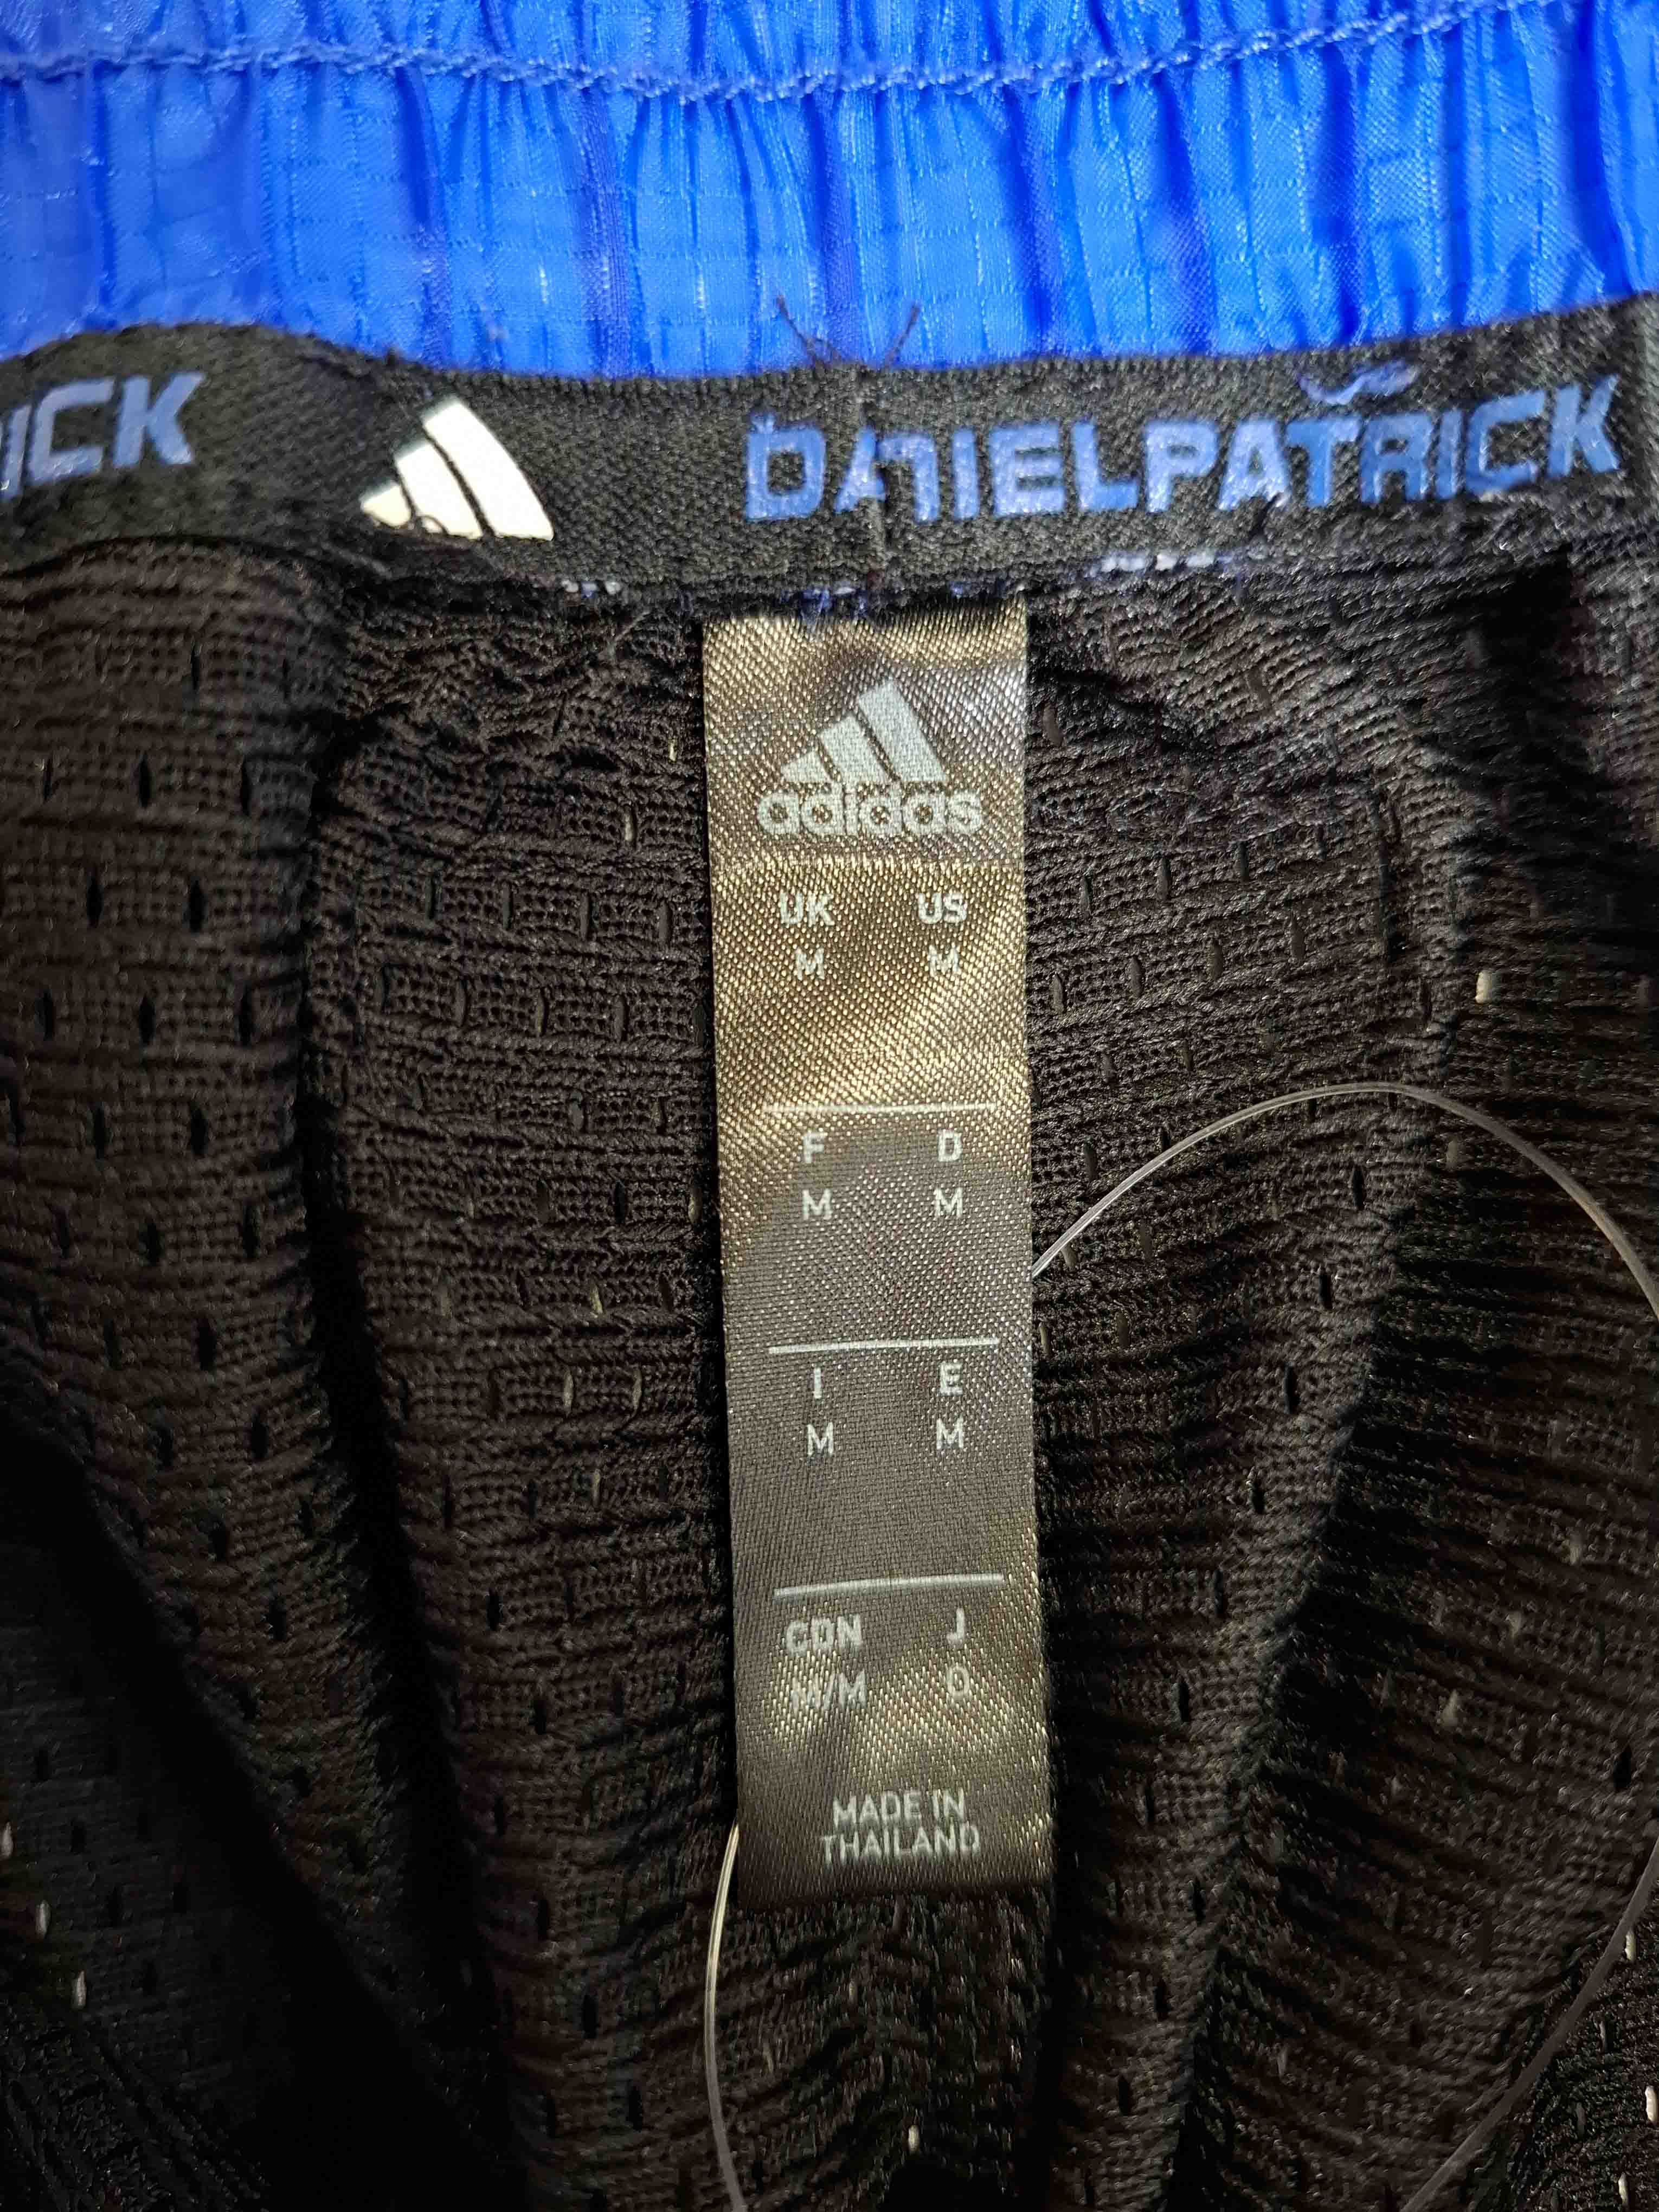 ICK DANIELPATRICK
adidas
UK US
M M
F D
M M
I E
M M
CDN J
M/M O
MADE IN
THAILAND